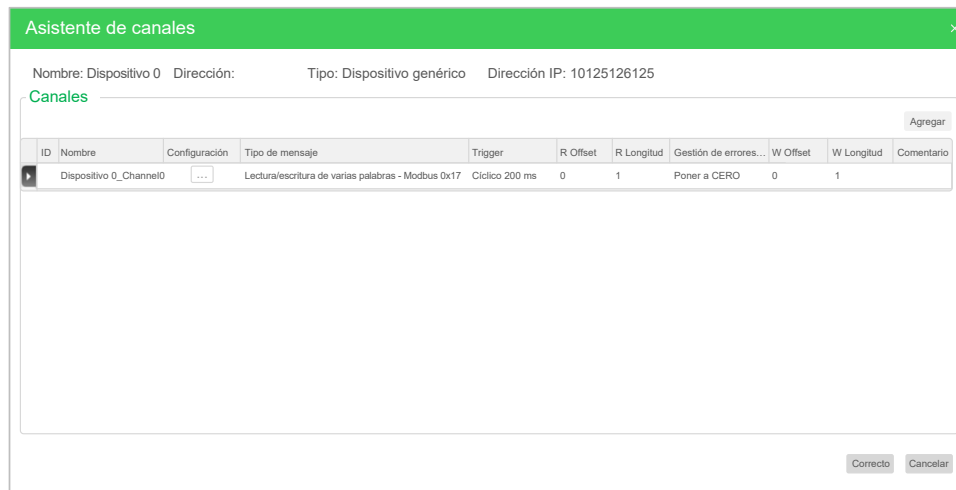 Asistente de canales ×
Nombre: Dispositivo 0 Dirección: Tipo: Dispositivo genérico Dirección IP: 10125126125
Canales
Agregar
ID Nombre Configuración Tipo de mensaje Trigger R Offset R Longitud Gestión de errores... W Offset W Longitud Comentario
Dispositivo 0_Channel0 ... Lectura/escritura de varias palabras - Modbus 0x17 Cíclico 200 ms 0 1 Poner a CERO 0 1
Correcto Cancelar